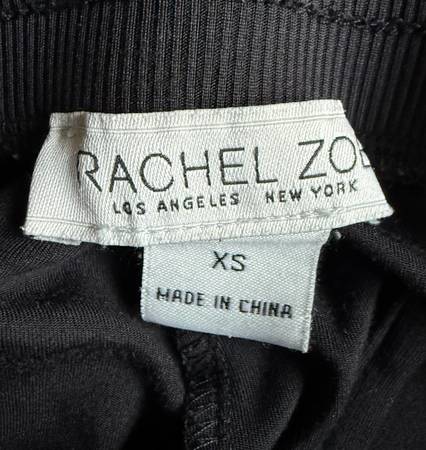 RACHEL ZOE
LOS ANGELES NEW YORK
XS
MADE IN CHINA